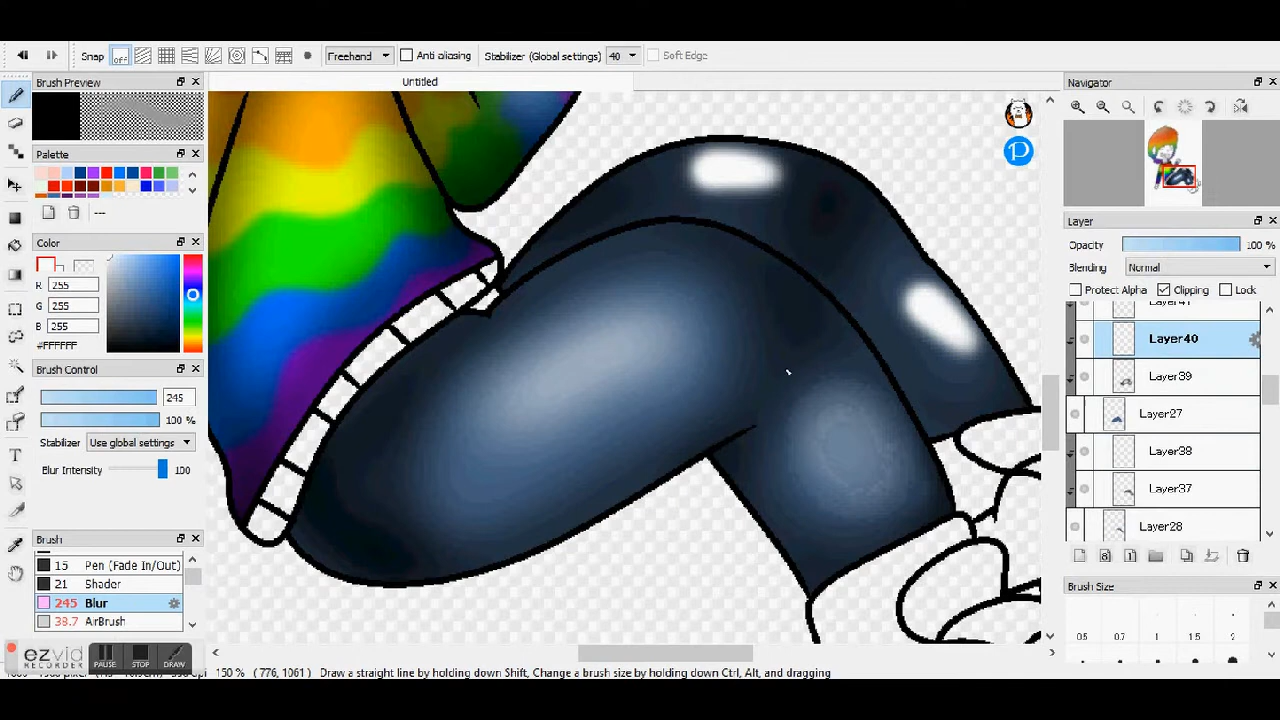 Snap off Freehand Anti aliasing Stabilizer (Global settings) 40 Soft Edge
Brush Preview
Untitled
Navigator
Palette
---
Color
R 255
G 255
B 255
#FFFFFF
Brush Control
245
100 %
Stabilizer Use global settings
Blur Intensity 100
Brush
15 Pen (Fade In/Out)
21 Shader
245 Blur
38.7 AirBrush
ezvid
RECORDER
PAUSE STOP DRAW
P
Layer
Opacity 100 %
Blending Normal
Protect Alpha Clipping Lock
Layer41
Layer40
Layer39
Layer27
Layer38
Layer37
Layer28
Brush Size
0.5 0.7 1 1.5 2
150 % (776, 1061) Draw a straight line by holding down Shift, Change a brush size by holding down Ctrl, Alt, and dragging